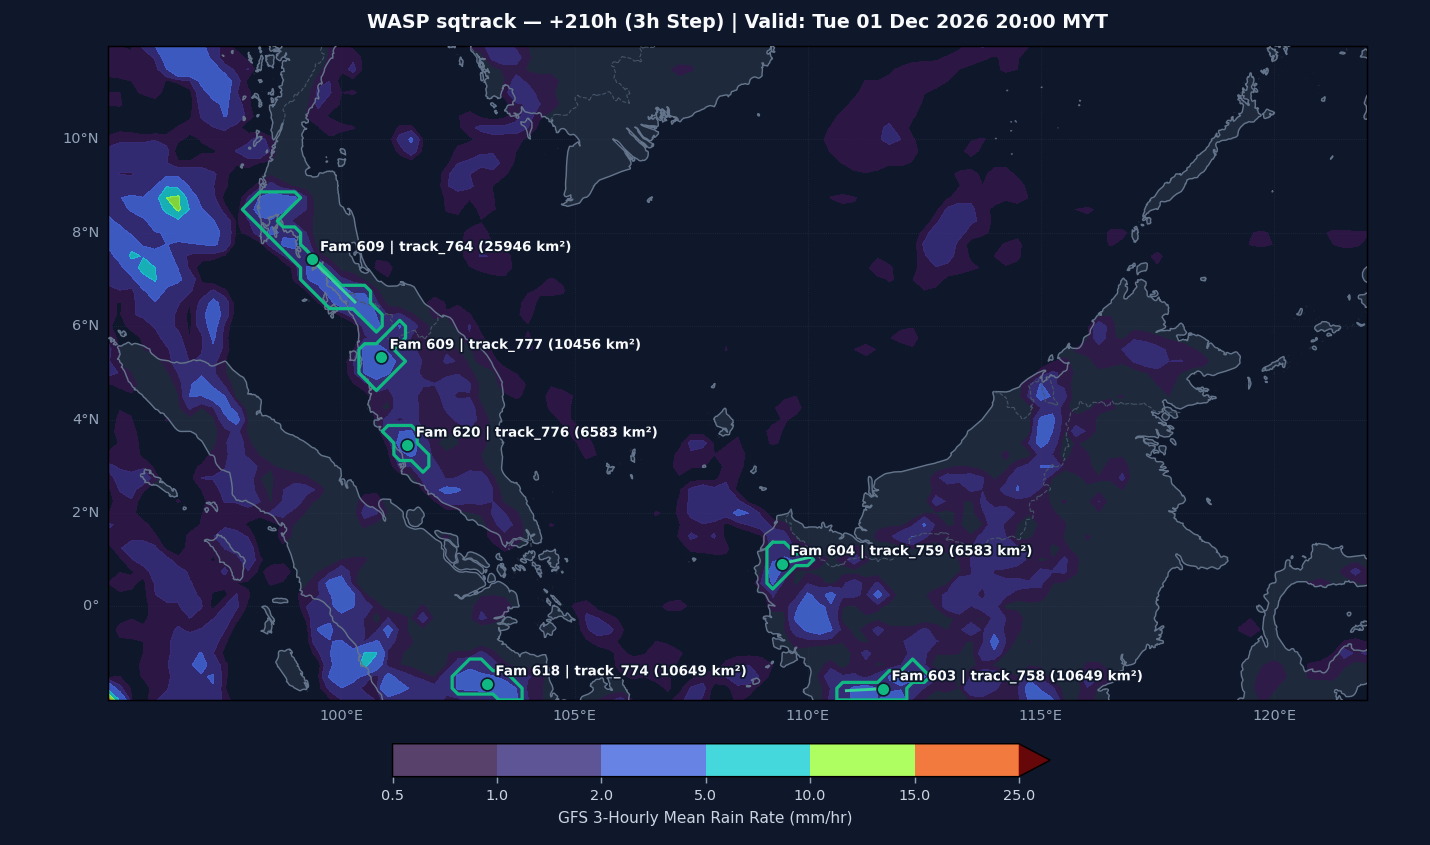 WASP sqtrack — +210h (3h Step) | Valid: Tue 01 Dec 2026 20:00 MYT
10°N
8°N
Fam 609 | track_764 (25946 km²)
6°N
Fam 609 | track_777 (10456 km²)
4°N
Fam 620 | track_776 (6583 km²)
2°N
Fam 604 | track_759 (6583 km²)
0°
Fam 618 | track_774 (10649 km²)
Fam 603 | track_758 (10649 km²)
100°E 105°E 110°E 115°E 120°E
0.5 1.0 2.0 5.0 10.0 15.0 25.0
GFS 3-Hourly Mean Rain Rate (mm/hr)